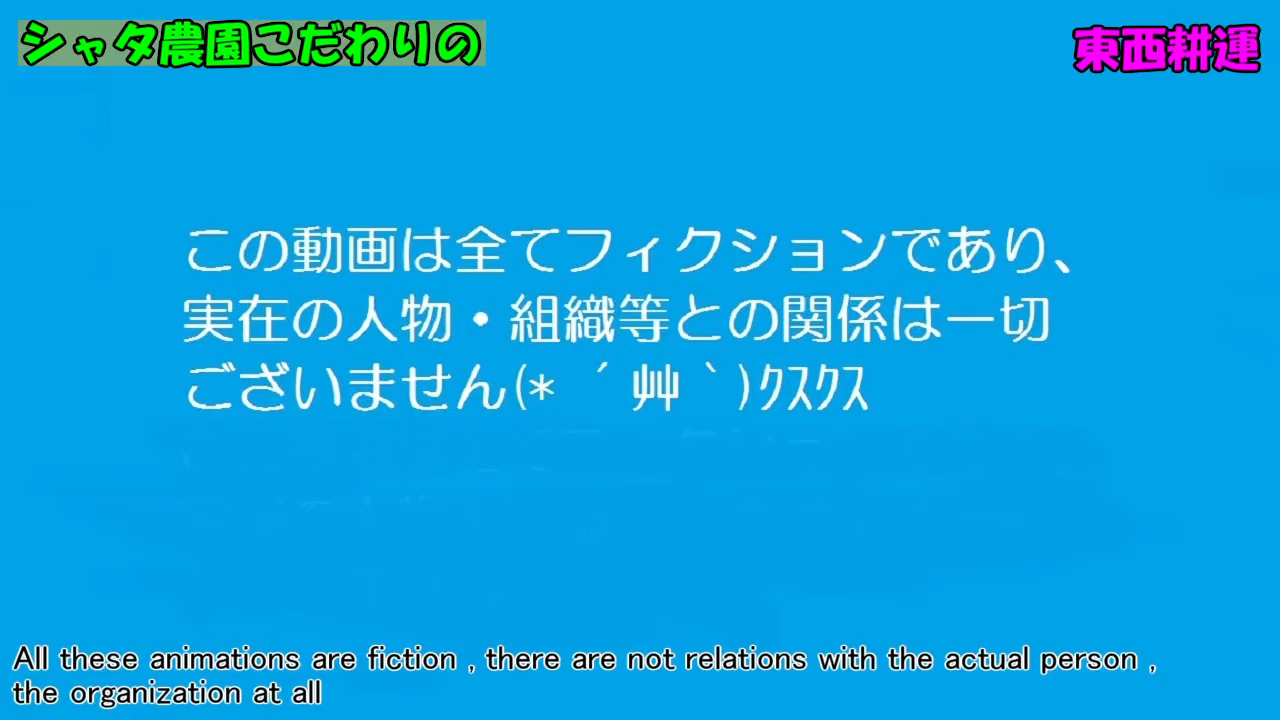 シャタ農園こだわりの
東西耕運
この動画は全てフィクションであり、
実在の人物・組織等との関係は一切
ございません(* ´艸｀)ｸｽｸｽ
All these animations are fiction , there are not relations with the actual person ,
the organization at all